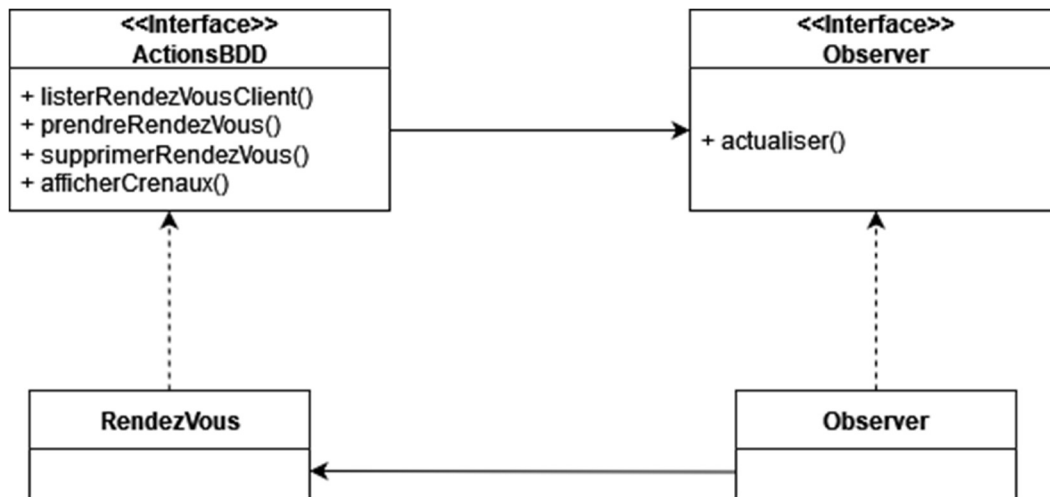 <<Interface>>
ActionsBDD
+ listerRendezVousClient()
+ prendreRendezVous()
+ supprimerRendezVous()
+ afficherCrenaux()
<<Interface>>
Observer
+ actualiser()
RendezVous
Observer